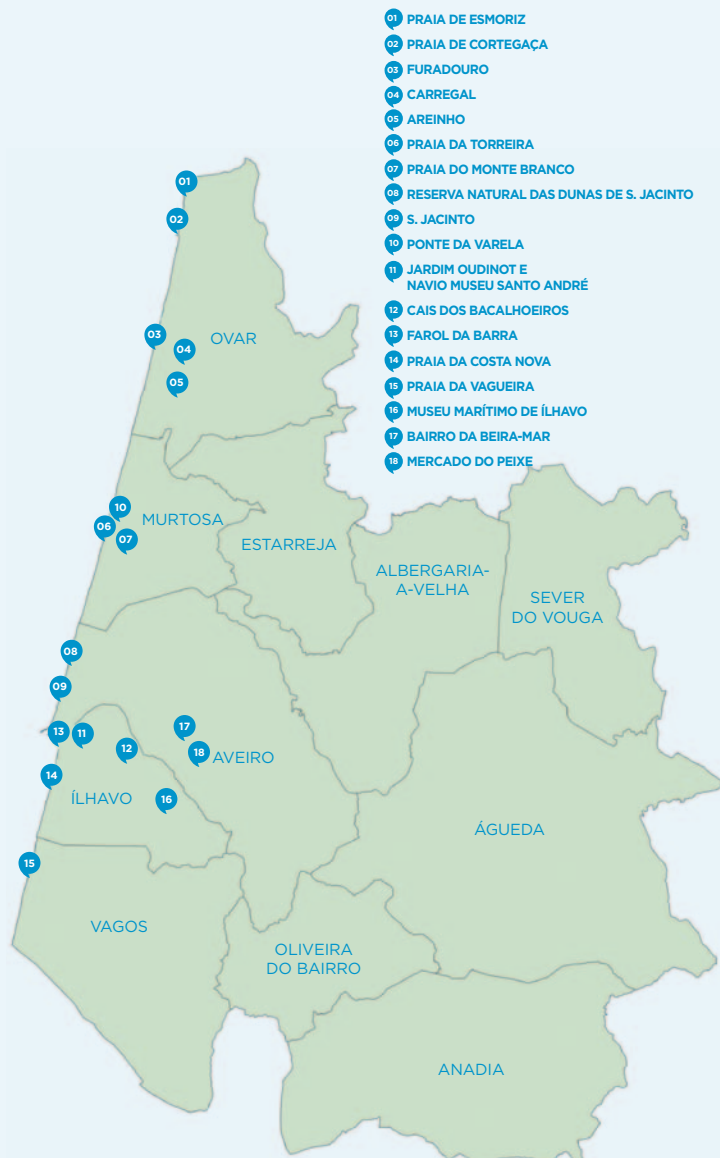 01 PRAIA DE ESMORIZ
02 PRAIA DE CORTEGAÇA
03 FURADOURO
04 CARREGAL
05 AREINHO
06 PRAIA DA TORREIRA
07 PRAIA DO MONTE BRANCO
08 RESERVA NATURAL DAS DUNAS DE S. JACINTO
09 S. JACINTO
10 PONTE DA VARELA
11 JARDIM OUDINOT E
NAVIO MUSEU SANTO ANDRÉ
12 CAIS DOS BACALHOEIROS
13 FAROL DA BARRA
14 PRAIA DA COSTA NOVA
15 PRAIA DA VAGUEIRA
16 MUSEU MARÍTIMO DE ÍLHAVO
17 BAIRRO DA BEIRA-MAR
18 MERCADO DO PEIXE
01
02
03
OVAR
04
05
10
06
MURTOSA
07
ESTARREJA
ALBERGARIA-
A-VELHA
SEVER
DO VOUGA
08
09
17
13
11
12
18
AVEIRO
14
ÍLHAVO
16
ÁGUEDA
15
VAGOS
OLIVEIRA
DO BAIRRO
ANADIA